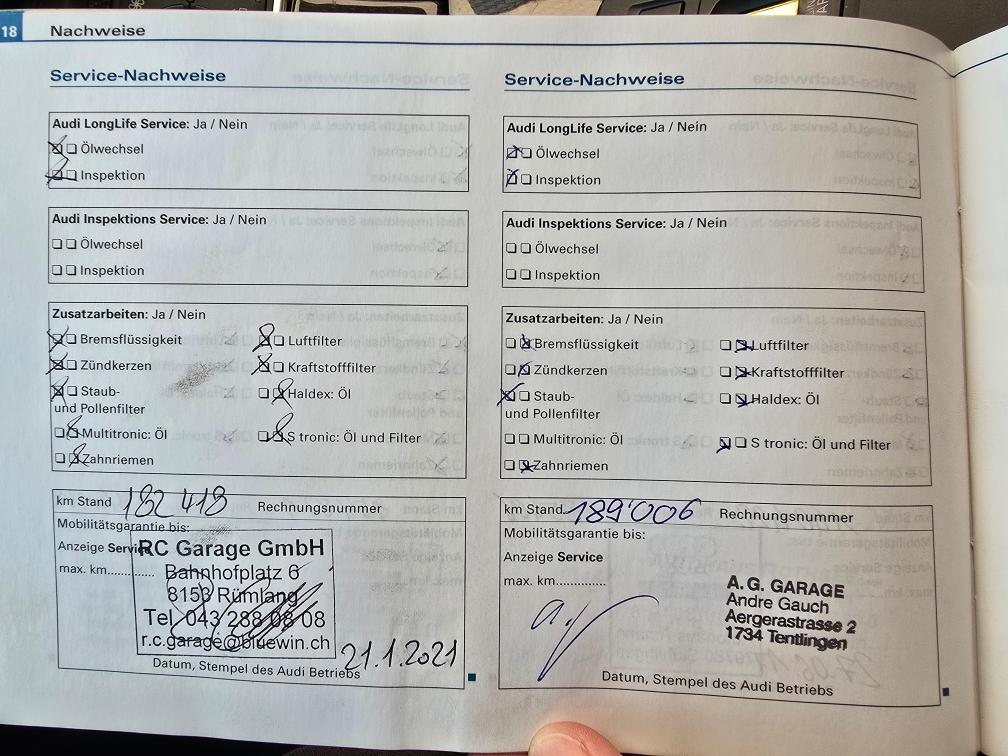 18 Nachweise
Service-Nachweise
Audi LongLife Service: Ja / Nein
Ölwechsel
Inspektion
Audi Inspektions Service: Ja / Nein
Ölwechsel
Inspektion
Zusatzarbeiten: Ja / Nein
Bremsflüssigkeit Luftfilter
Zündkerzen Kraftstofffilter
Staub- Haldex: Öl
und Pollenfilter
Multitronic: Öl S tronic: Öl und Filter
Zahnriemen
km Stand 182 418 Rechnungsnummer
Mobilitätsgarantie bis:
Anzeige Service RC Garage GmbH
max. km.............. Bahnhofplatz 6
8153 Rümlang
Tel. 043 288 08 08
r.c.garage@bluewin.ch
21.1.2021
Datum, Stempel des Audi Betriebs
Service-Nachweise
Audi LongLife Service: Ja / Nein
Ölwechsel
Inspektion
Audi Inspektions Service: Ja / Nein
Ölwechsel
Inspektion
Zusatzarbeiten: Ja / Nein
Bremsflüssigkeit Luftfilter
Zündkerzen Kraftstofffilter
Staub- Haldex: Öl
und Pollenfilter
Multitronic: Öl S tronic: Öl und Filter
Zahnriemen
km Stand 189'006 Rechnungsnummer
Mobilitätsgarantie bis:
Anzeige Service
max. km..............
A. G. GARAGE
Andre Gauch
Aergerastrasse 2
1734 Tentlingen
Datum, Stempel des Audi Betriebs